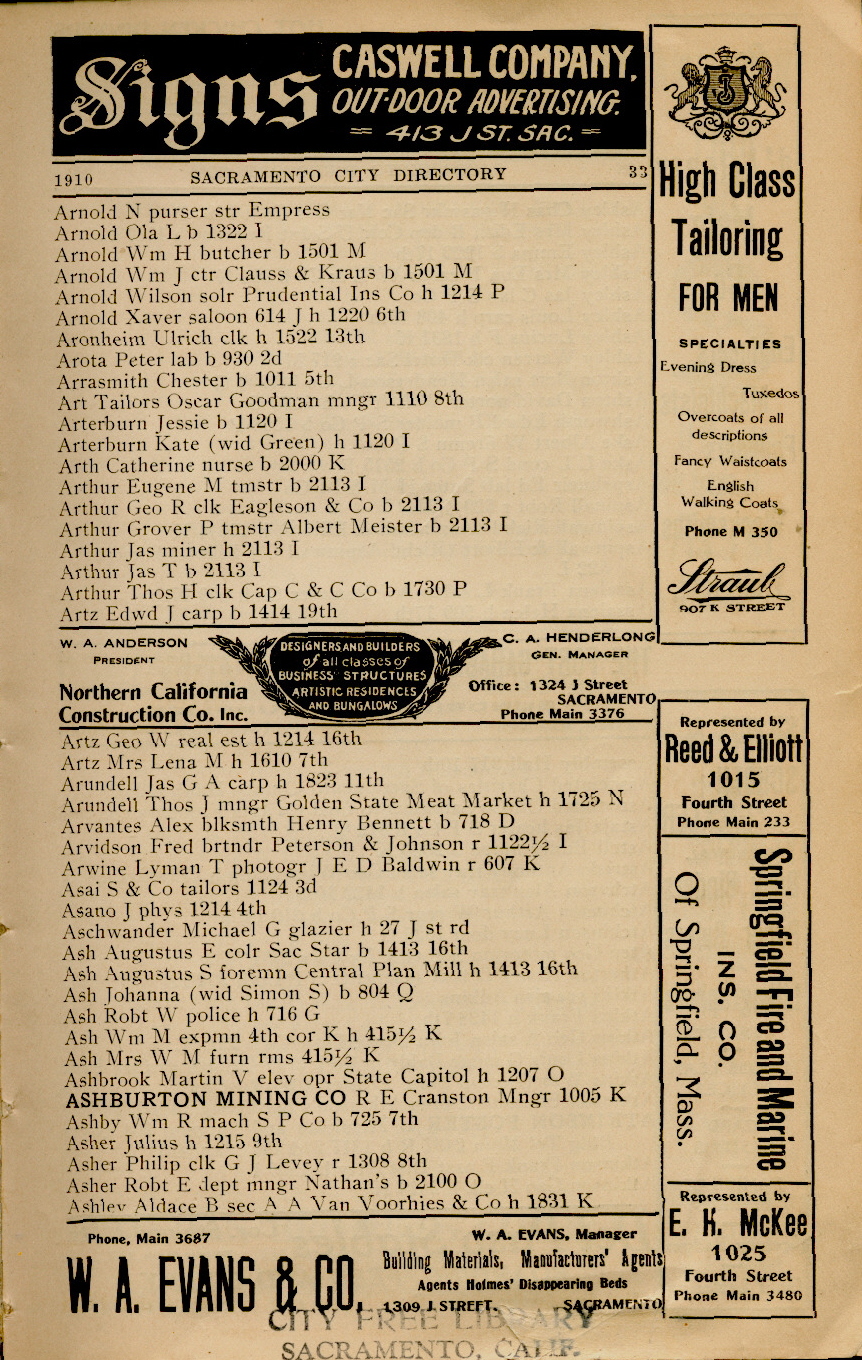 Signs
CASWELL COMPANY,
OUT-DOOR ADVERTISING.
= 413 J ST. SAC. =
1910 SACRAMENTO CITY DIRECTORY 33
Arnold N purser str Empress
Arnold Ola L b 1322 I
Arnold Wm H butcher b 1501 M
Arnold Wm J ctr Clauss & Kraus b 1501 M
Arnold Wilson solr Prudential Ins Co h 1214 P
Arnold Xaver saloon 614 J h 1220 6th
Aronheim Ulrich clk h 1522 13th
Arota Peter lab b 930 2d
Arrasmith Chester b 1011 5th
Art Tailors Oscar Goodman mngr 1110 8th
Arterburn Jessie b 1120 I
Arterburn Kate (wid Green) h 1120 I
Arth Catherine nurse b 2000 K
Arthur Eugene M tmstr b 2113 I
Arthur Geo R clk Eagleson & Co b 2113 I
Arthur Grover P tmstr Albert Meister b 2113 I
Arthur Jas miner h 2113 I
Arthur Jas T b 2113 I
Arthur Thos H clk Cap C & C Co b 1730 P
Artz Edwd J carp b 1414 19th
W. A. ANDERSON
PRESIDENT
Northern California
Construction Co. Inc.
DESIGNERS AND BUILDERS
of all classes of
BUSINESS STRUCTURES
ARTISTIC RESIDENCES
AND BUNGALOWS
C. A. HENDERLONG
GEN. MANAGER
Office: 1324 J Street
SACRAMENTO
Phone Main 3376
Artz Geo W real est h 1214 16th
Artz Mrs Lena M h 1610 7th
Arundell Jas G A carp h 1823 11th
Arundell Thos J mngr Golden State Meat Market h 1725 N
Arvantes Alex blksmth Henry Bennett b 718 D
Arvidson Fred brtndr Peterson & Johnson r 1122½ I
Arwine Lyman T photogr J E D Baldwin r 607 K
Asai S & Co tailors 1124 3d
Asano J phys 1214 4th
Aschwander Michael G glazier h 27 J st rd
Ash Augustus E colr Sac Star b 1413 16th
Ash Augustus S foremn Central Plan Mill h 1413 16th
Ash Johanna (wid Simon S) b 804 Q
Ash Robt W police h 716 G
Ash Wm M expmn 4th cor K h 415½ K
Ash Mrs W M furn rms 415½ K
Ashbrook Martin V elev opr State Capitol h 1207 O
ASHBURTON MINING CO R E Cranston Mngr 1005 K
Ashby Wm R mach S P Co b 725 7th
Asher Julius h 1215 9th
Asher Philip clk G J Levey r 1308 8th
Asher Robt E dept mngr Nathan's b 2100 O
Ashley Aldace B sec A A Van Voorhies & Co h 1831 K
Phone, Main 3687
W. A. EVANS & CO.
W. A. EVANS, Manager
Building Materials, Manufacturers' Agents
Agents Holmes' Disappearing Beds
1309 J STREET. SACRAMENTO
CITY FREE LIBRARY
SACRAMENTO, CALIF.
High Class
Tailoring
FOR MEN
SPECIALTIES
Evening Dress
Tuxedos
Overcoats of all
descriptions
Fancy Waistcoats
English
Walking Coats
Phone M 350
Straub
907 K STREET
Represented by
Reed & Elliott
1015
Fourth Street
Phone Main 233
Springfield Fire and Marine
INS. CO.
Of Springfield, Mass.
Represented by
E. K. McKee
1025
Fourth Street
Phone Main 3480